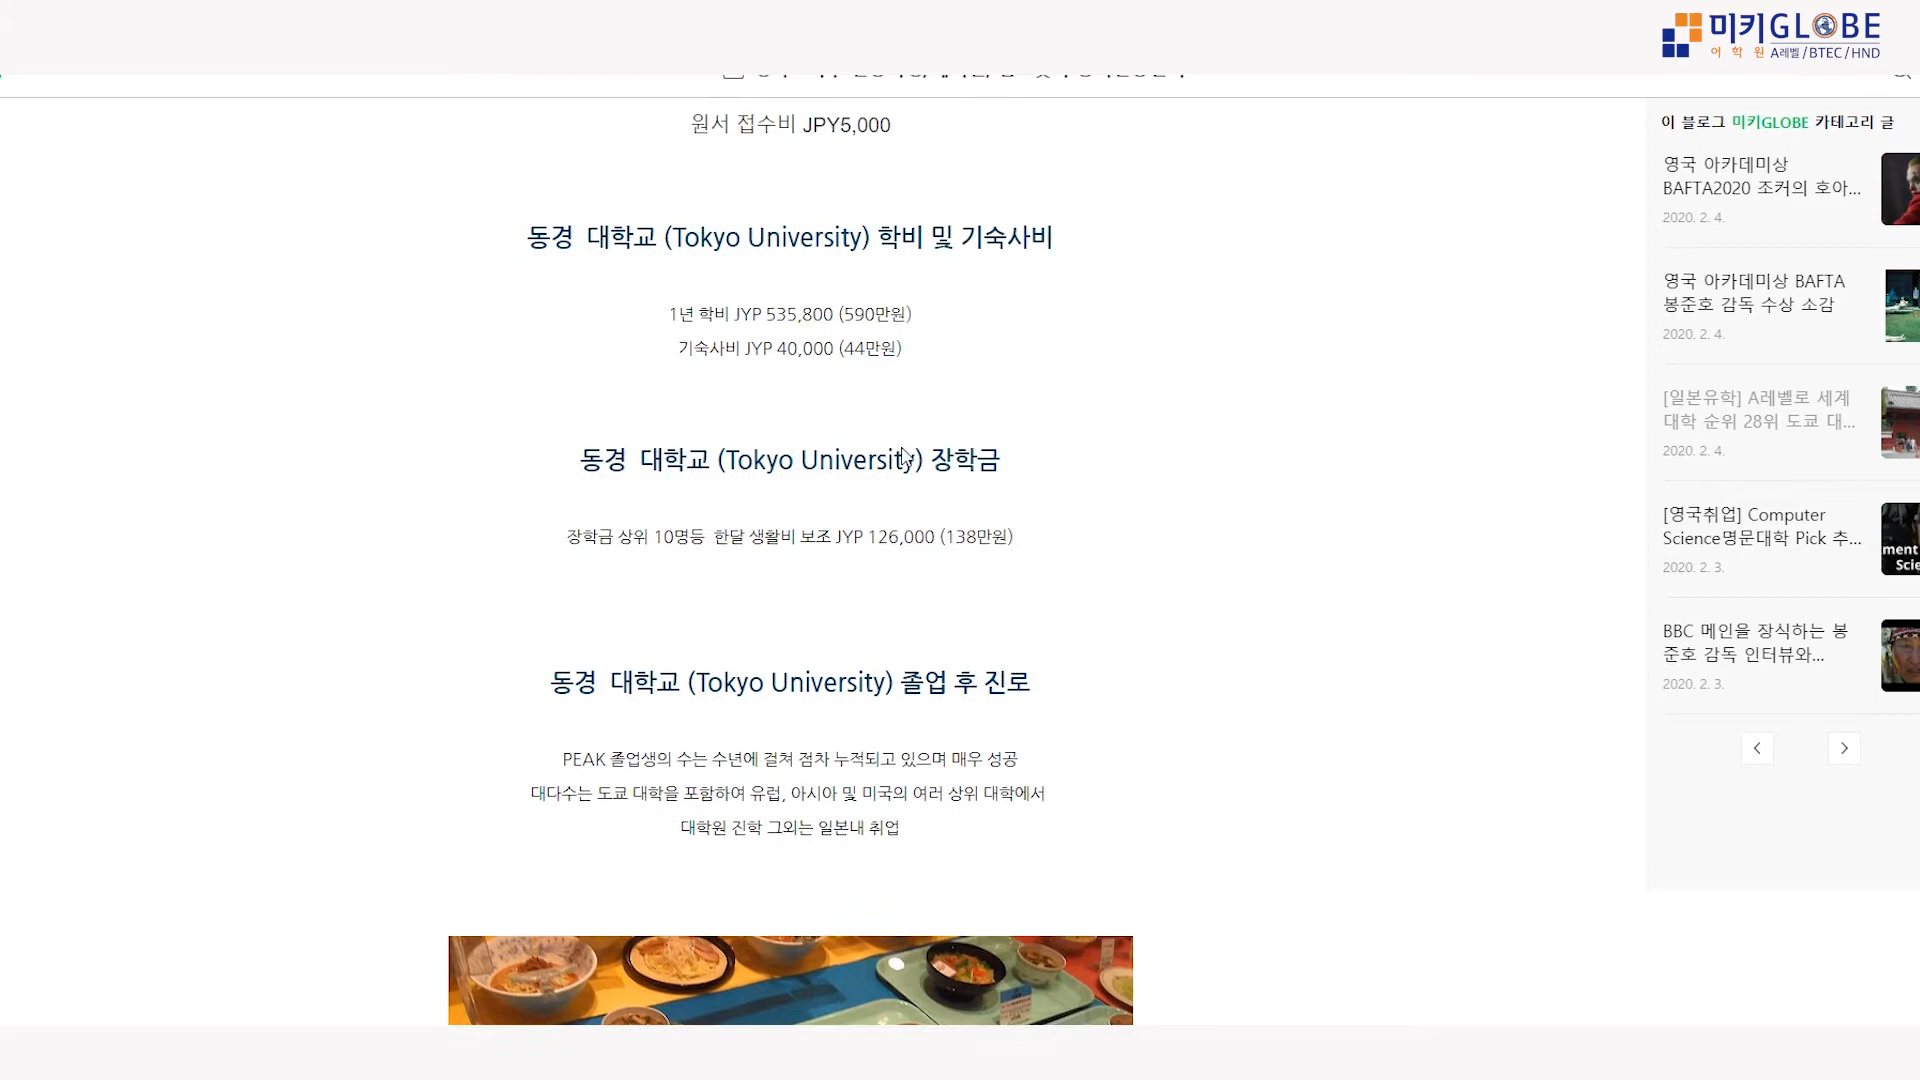 미키GLOBE
어학원 A레벨/BTEC/HND
원서 접수비 JPY5,000
동경 대학교 (Tokyo University) 학비 및 기숙사비
1년 학비 JYP 535,800 (590만원)
기숙사비 JYP 40,000 (44만원)
동경 대학교 (Tokyo University) 장학금
장학금 상위 10명등 한달 생활비 보조 JYP 126,000 (138만원)
동경 대학교 (Tokyo University) 졸업 후 진로
PEAK 졸업생의 수는 수년에 걸쳐 점차 누적되고 있으며 매우 성공
대다수는 도쿄 대학을 포함하여 유럽, 아시아 및 미국의 여러 상위 대학에서
대학원 진학 그외는 일본내 취업
이 블로그 미키GLOBE 카테고리 글
영국 아카데미상
BAFTA2020 조커의 호아...
2020. 2. 4.
영국 아카데미상 BAFTA
봉준호 감독 수상 소감
2020. 2. 4.
[일본유학] A레벨로 세계
대학 순위 28위 도쿄 대...
2020. 2. 4.
[영국취업] Computer
Science명문대학 Pick 추...
2020. 2. 3.
ment
Scie
BBC 메인을 장식하는 봉
준호 감독 인터뷰와...
2020. 2. 3.